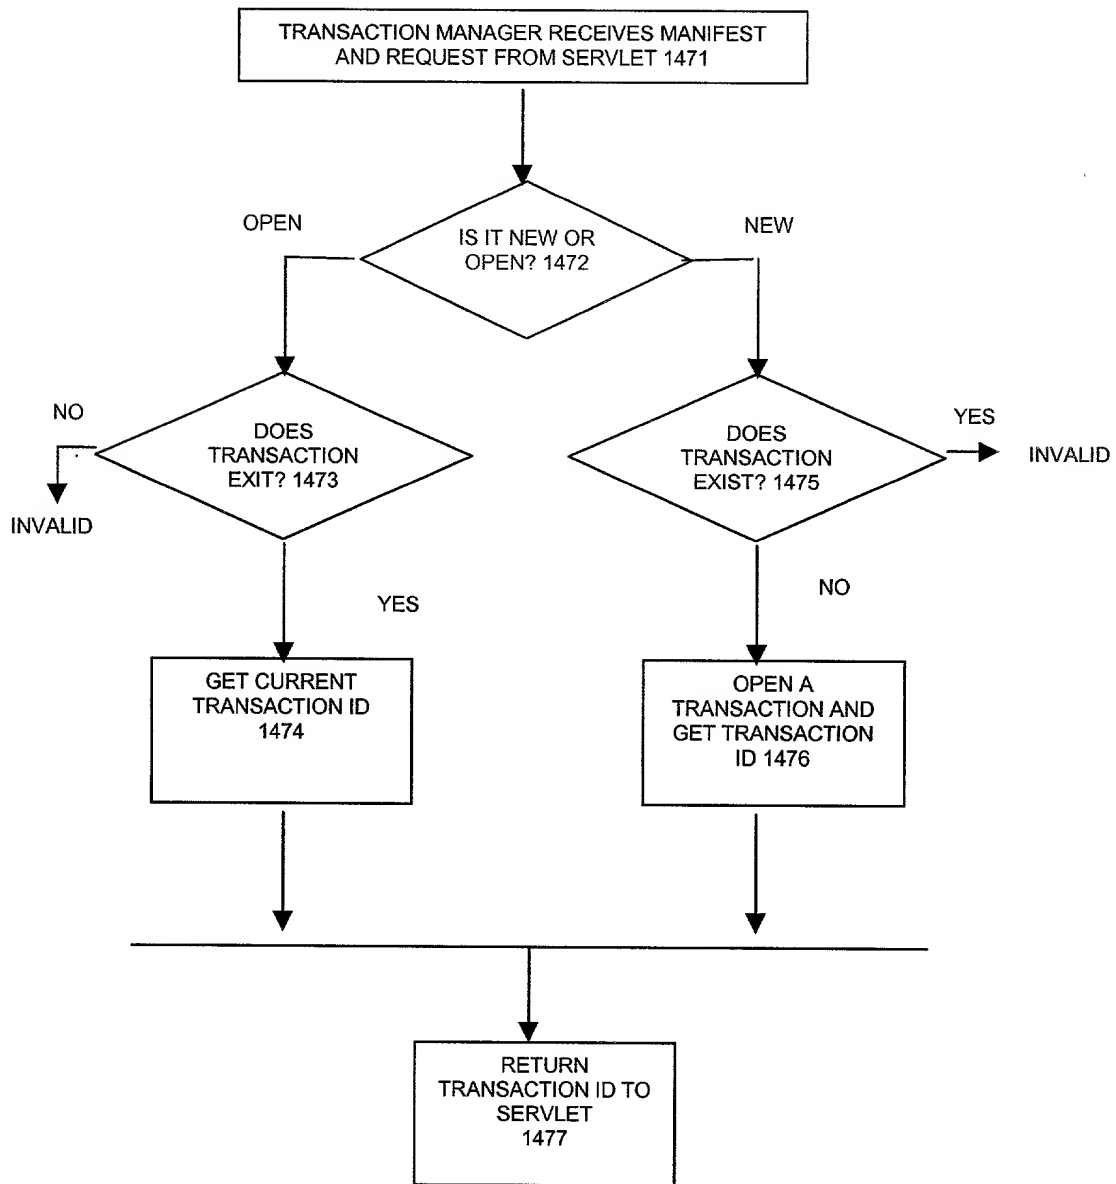 TRANSACTION MANAGER RECEIVES MANIFEST
AND REQUEST FROM SERVLET 1471
OPEN
NEW
IS IT NEW OR
OPEN? 1472
NO
DOES
TRANSACTION
EXIT? 1473
INVALID
DOES
TRANSACTION
EXIST? 1475
YES
INVALID
YES
NO
GET CURRENT
TRANSACTION ID
1474
OPEN A
TRANSACTION AND
GET TRANSACTION
ID 1476
RETURN
TRANSACTION ID TO
SERVLET
1477